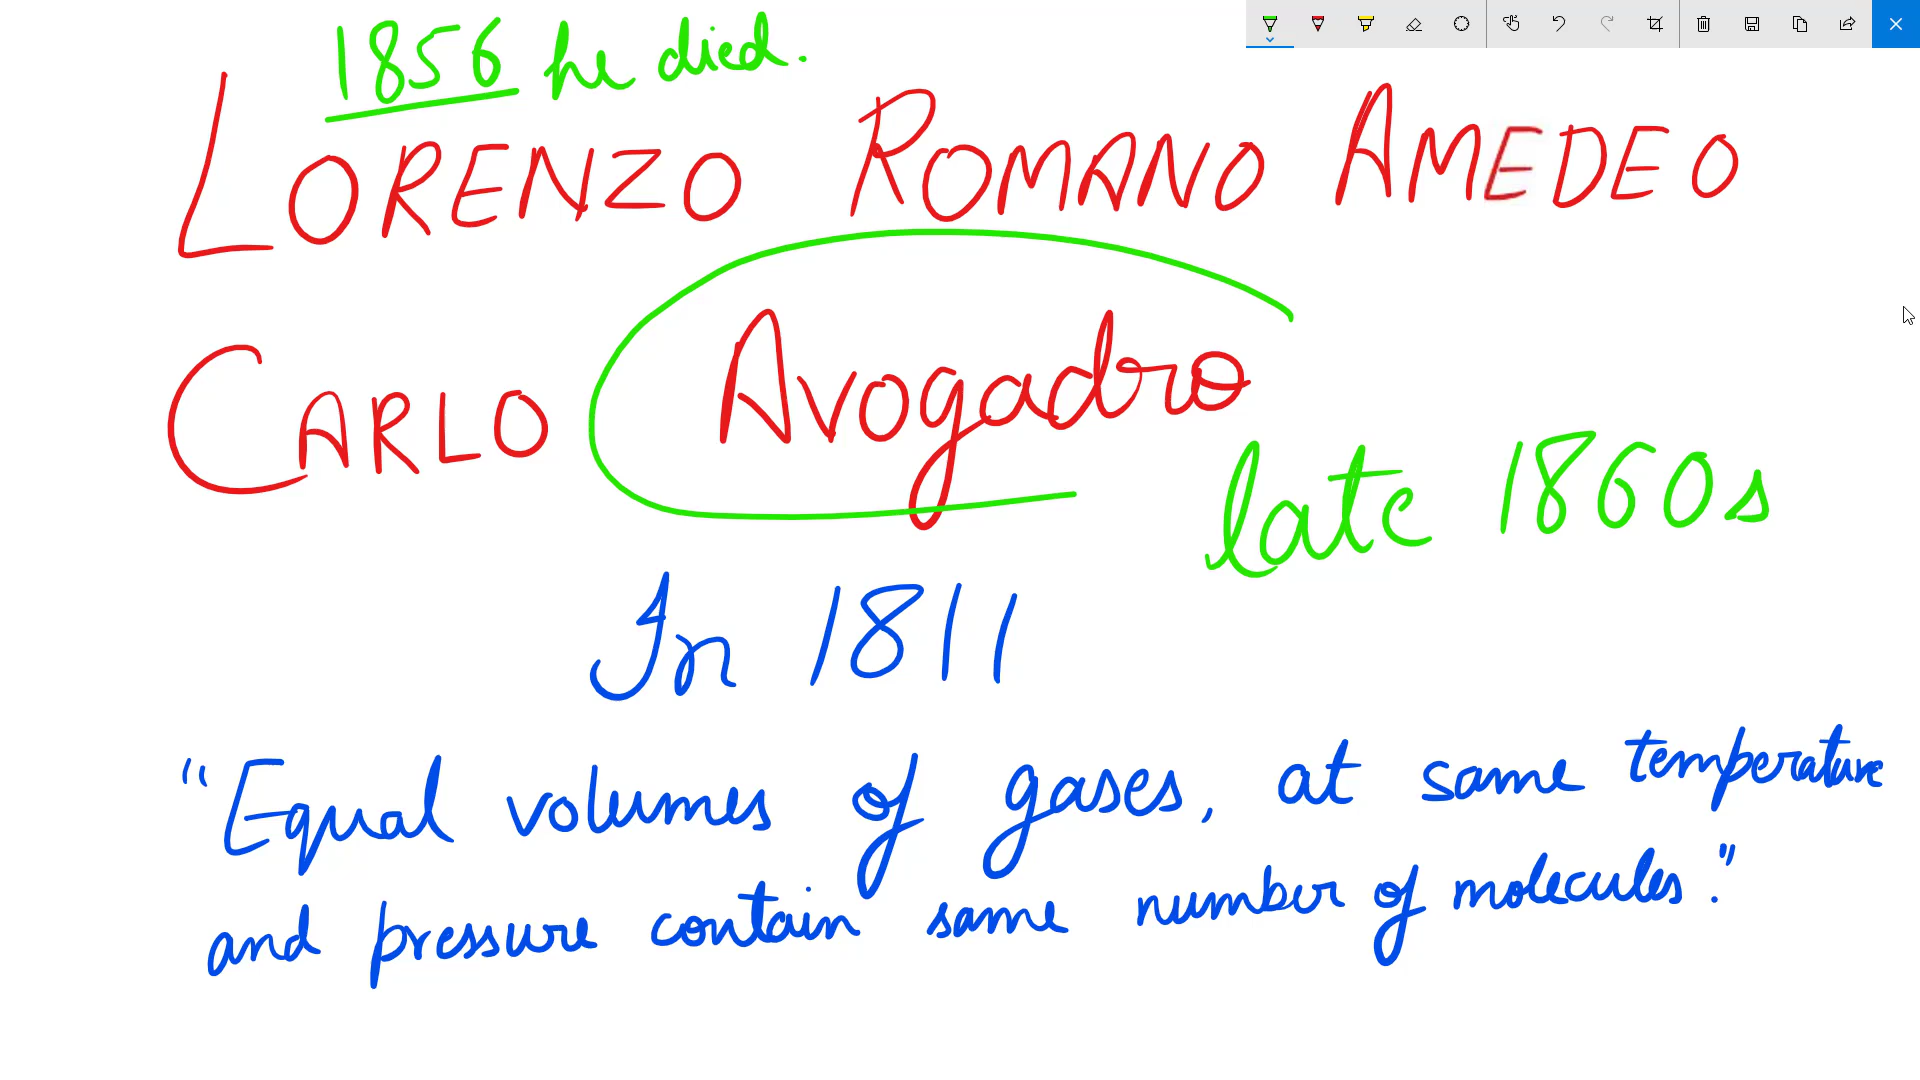 1856 he died.
LORENZO ROMANO AMEDEO
CARLO Avogadro
late 1860s
In 1811
"Equal volumes of gases, at same temperature
and pressure contain same number of molecules."